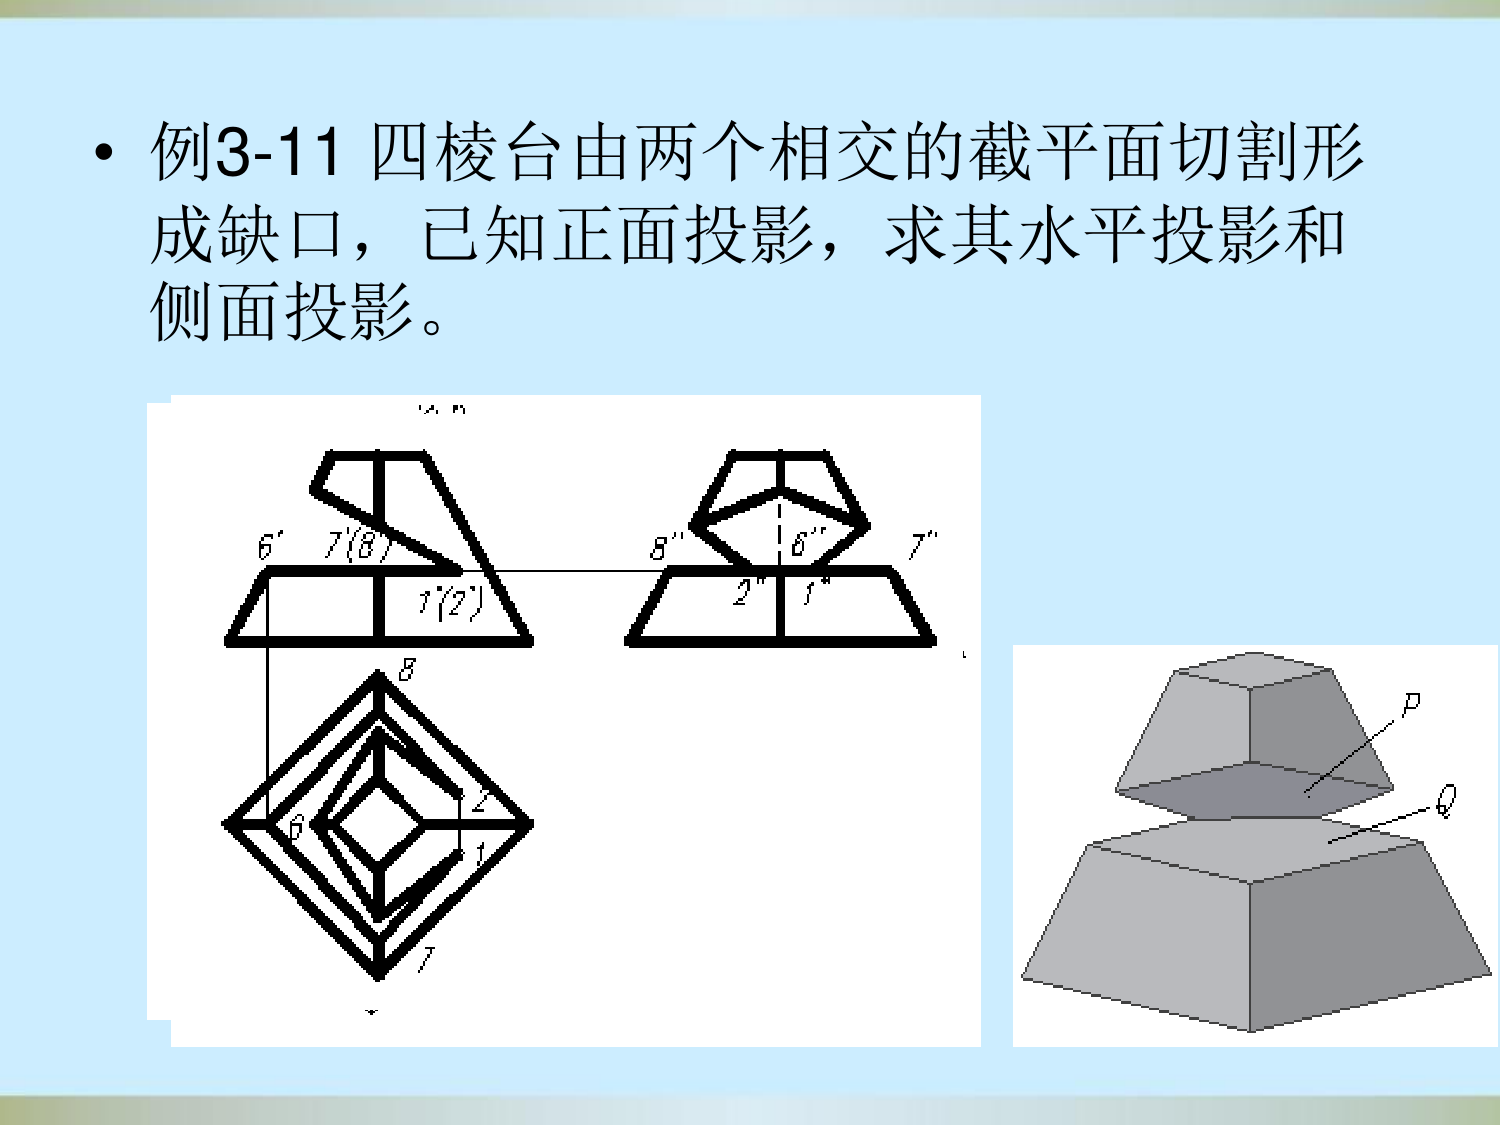 • 例3-11 四棱台由两个相交的截平面切割形
成缺口，已知正面投影，求其水平投影和
侧面投影。
6' 7'(8') 8" 6" 7"
1'(2') 2" 1"
8
P
2
Q
6
1
7